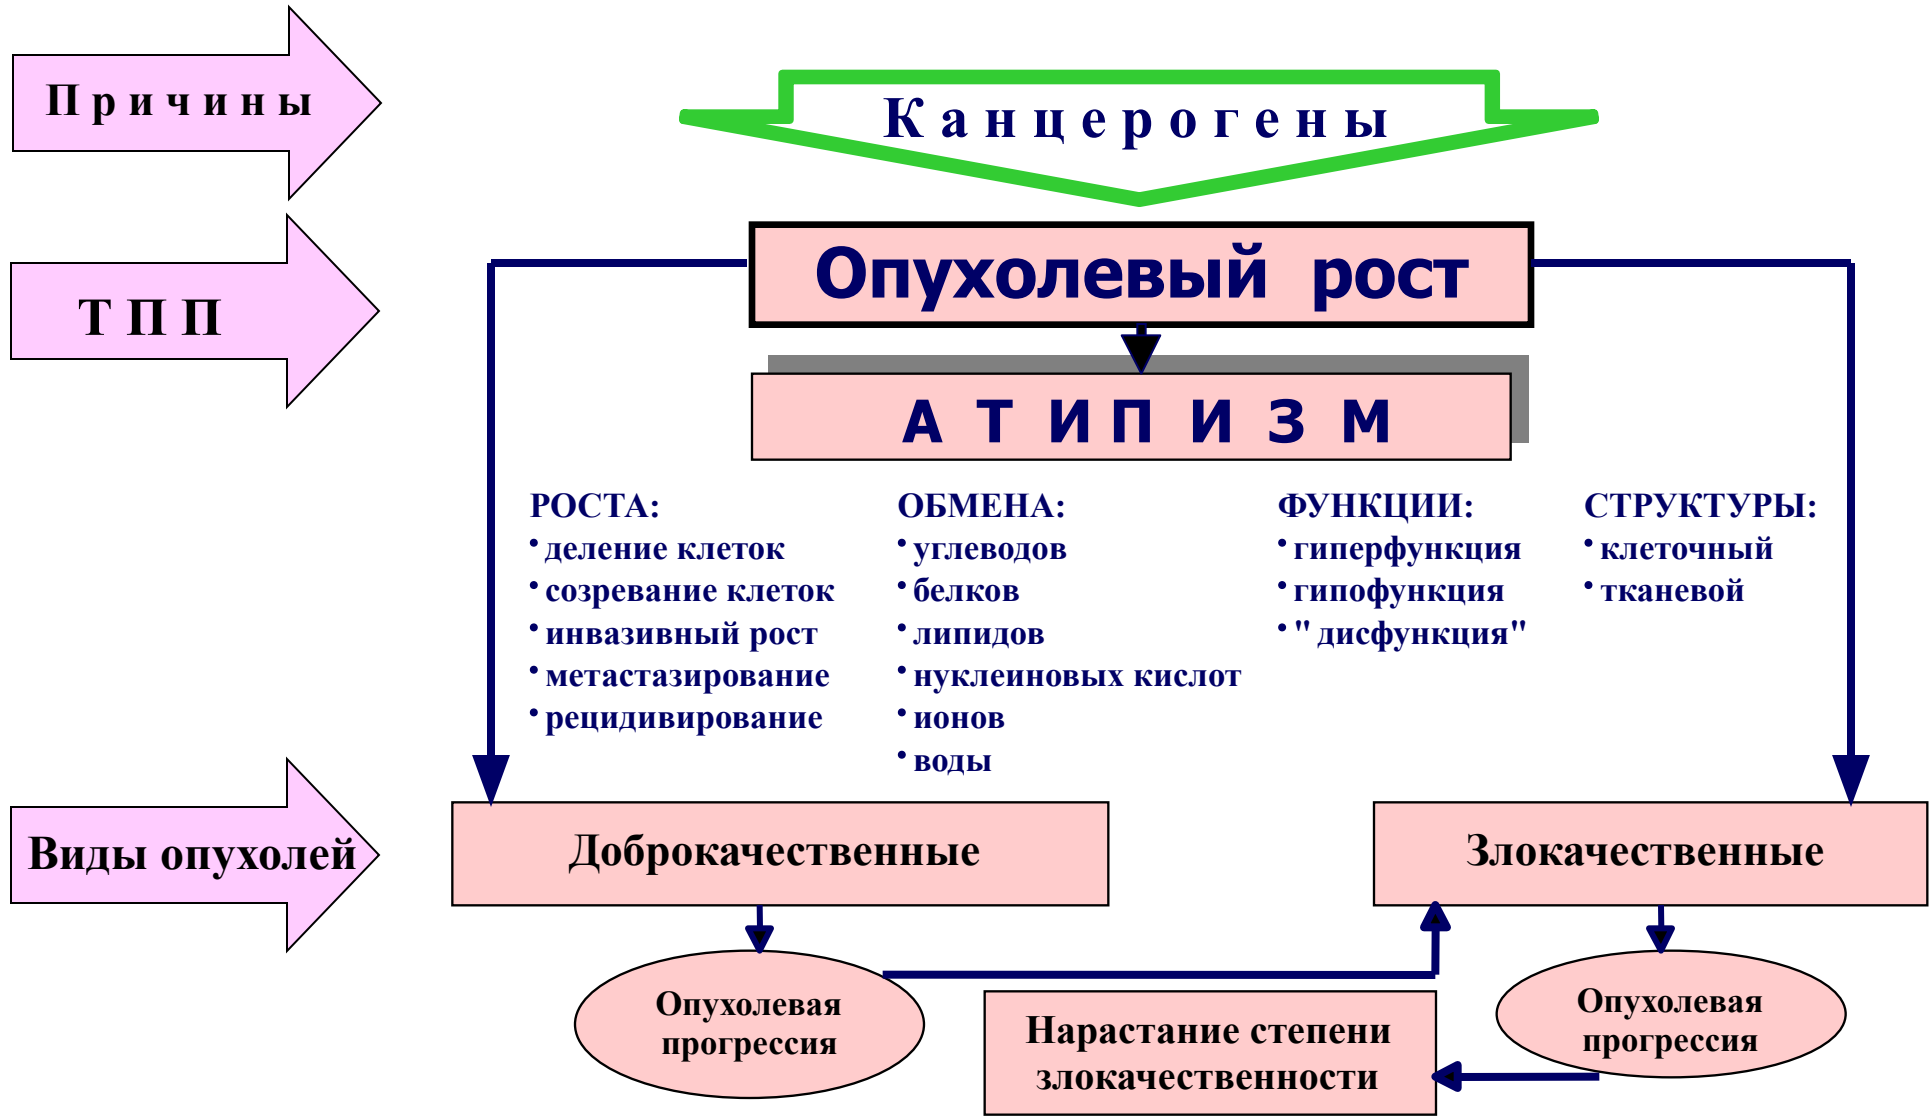 П р и ч и н ы
К а н ц е р о г е н ы
Т П П
Опухолевый рост
А Т И П И З М
РОСТА:
• деление клеток
• созревание клеток
• инвазивный рост
• метастазирование
• рецидивирование
ОБМЕНА:
• углеводов
• белков
• липидов
• нуклеиновых кислот
• ионов
• воды
ФУНКЦИИ:
• гиперфункция
• гипофункция
• " дисфункция"
СТРУКТУРЫ:
• клеточный
• тканевой
Виды опухолей
Доброкачественные
Злокачественные
Опухолевая
прогрессия
Нарастание степени
злокачественности
Опухолевая
прогрессия